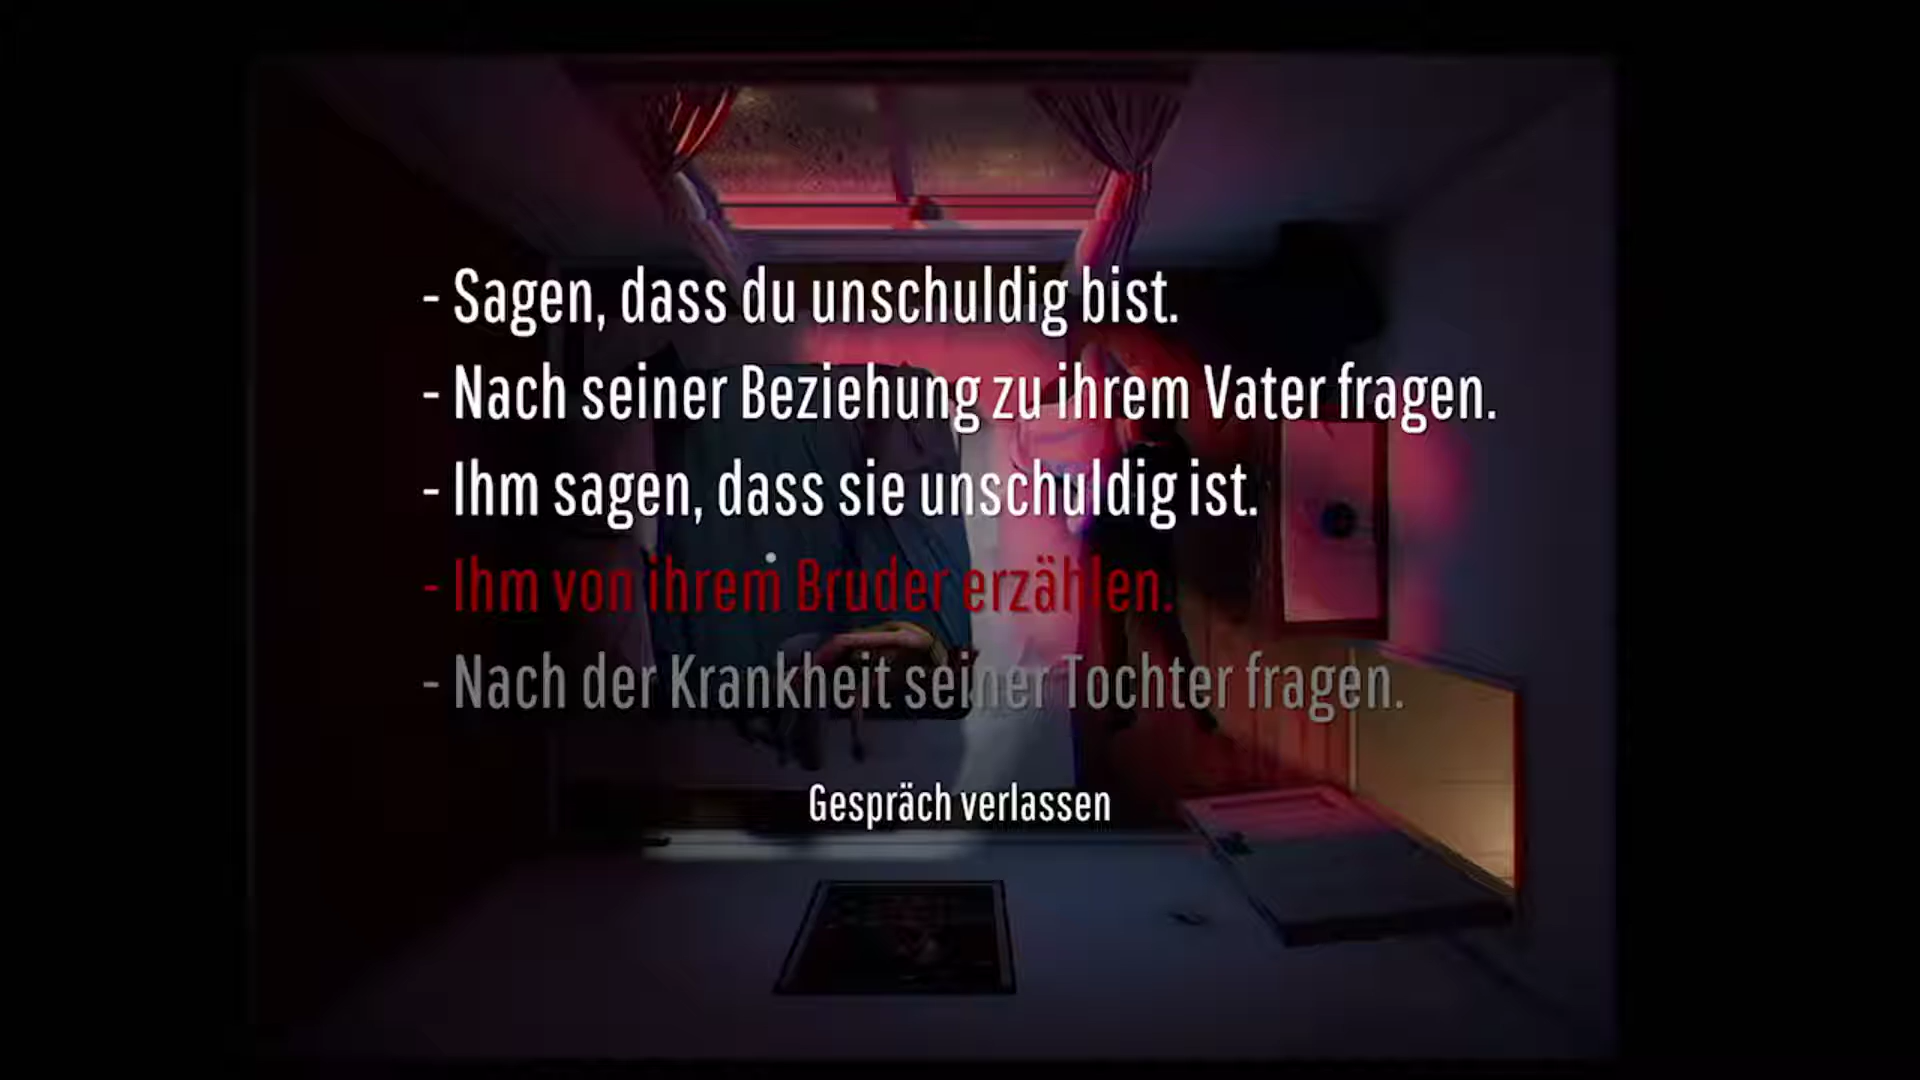 - Sagen, dass du unschuldig bist.
- Nach seiner Beziehung zu ihrem Vater fragen.
- Ihm sagen, dass sie unschuldig ist.
- Ihm von ihrem Bruder erzählen.
- Nach der Krankheit seiner Tochter fragen.
Gespräch verlassen